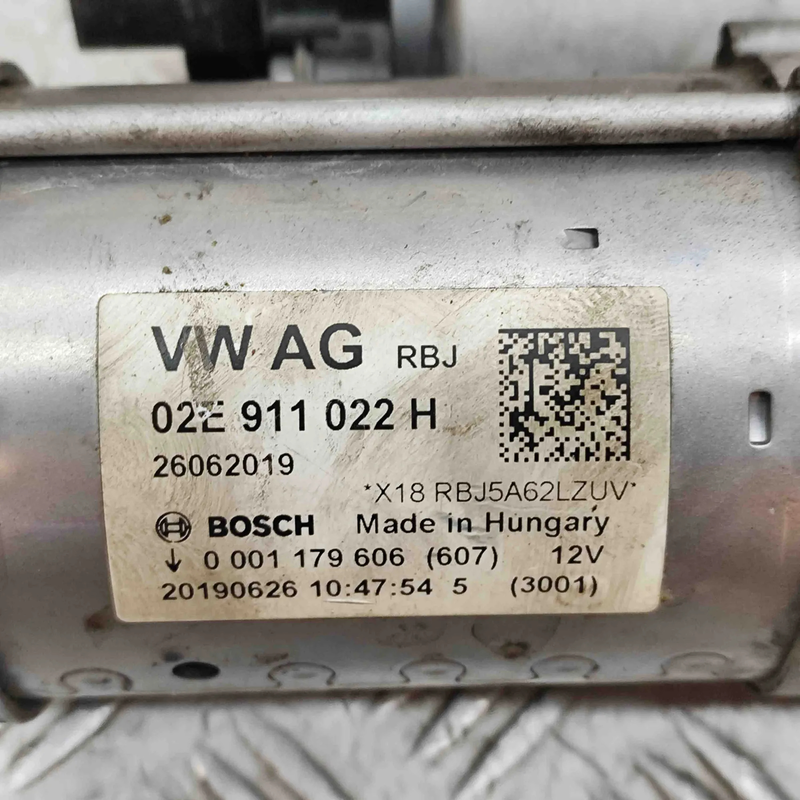 VW AG RBJ
02E 911 022 H
26062019
*X18 RBJ5A62LZUV*
BOSCH Made in Hungary
↓ 0 001 179 606 (607) 12V
20190626 10:47:54 5 (3001)